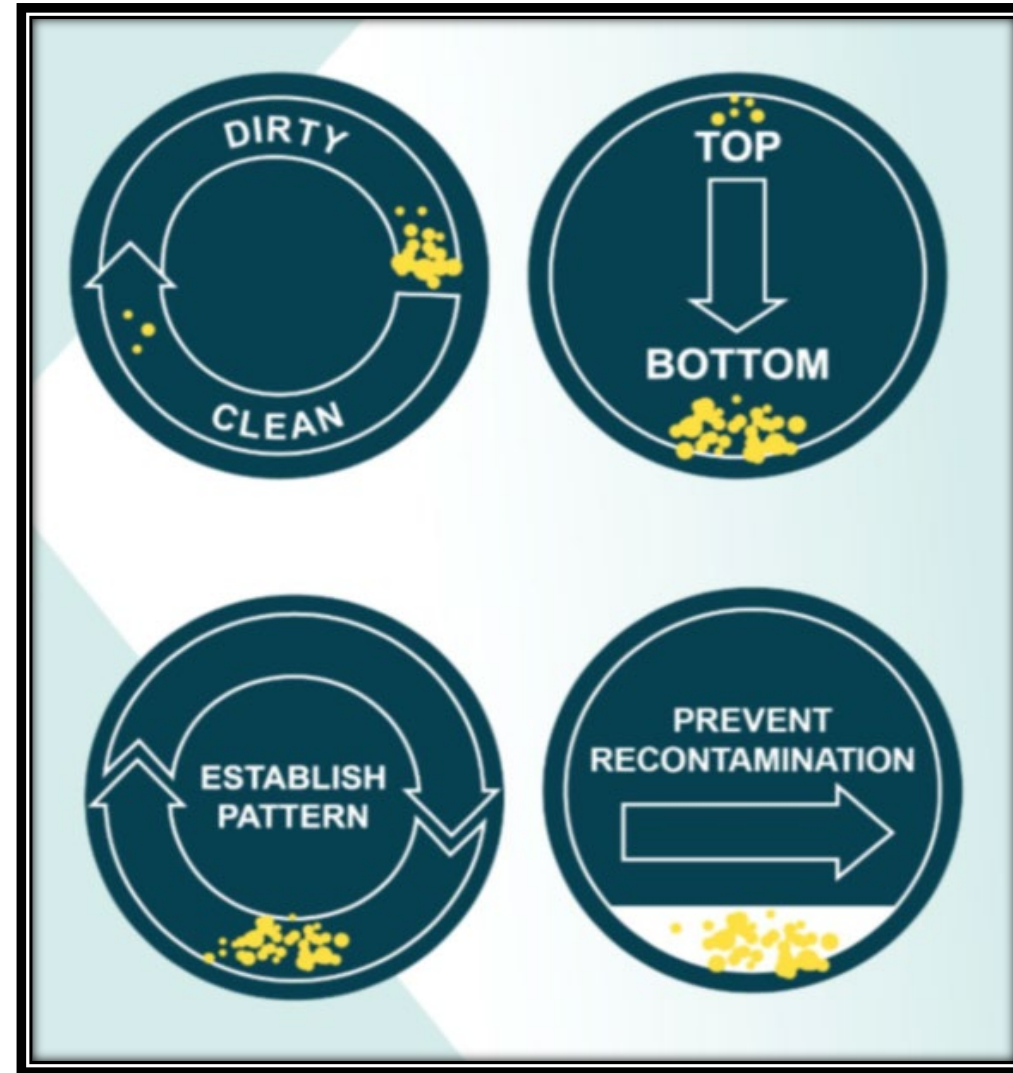 DIRTY
CLEAN
TOP
BOTTOM
ESTABLISH
PATTERN
PREVENT
RECONTAMINATION